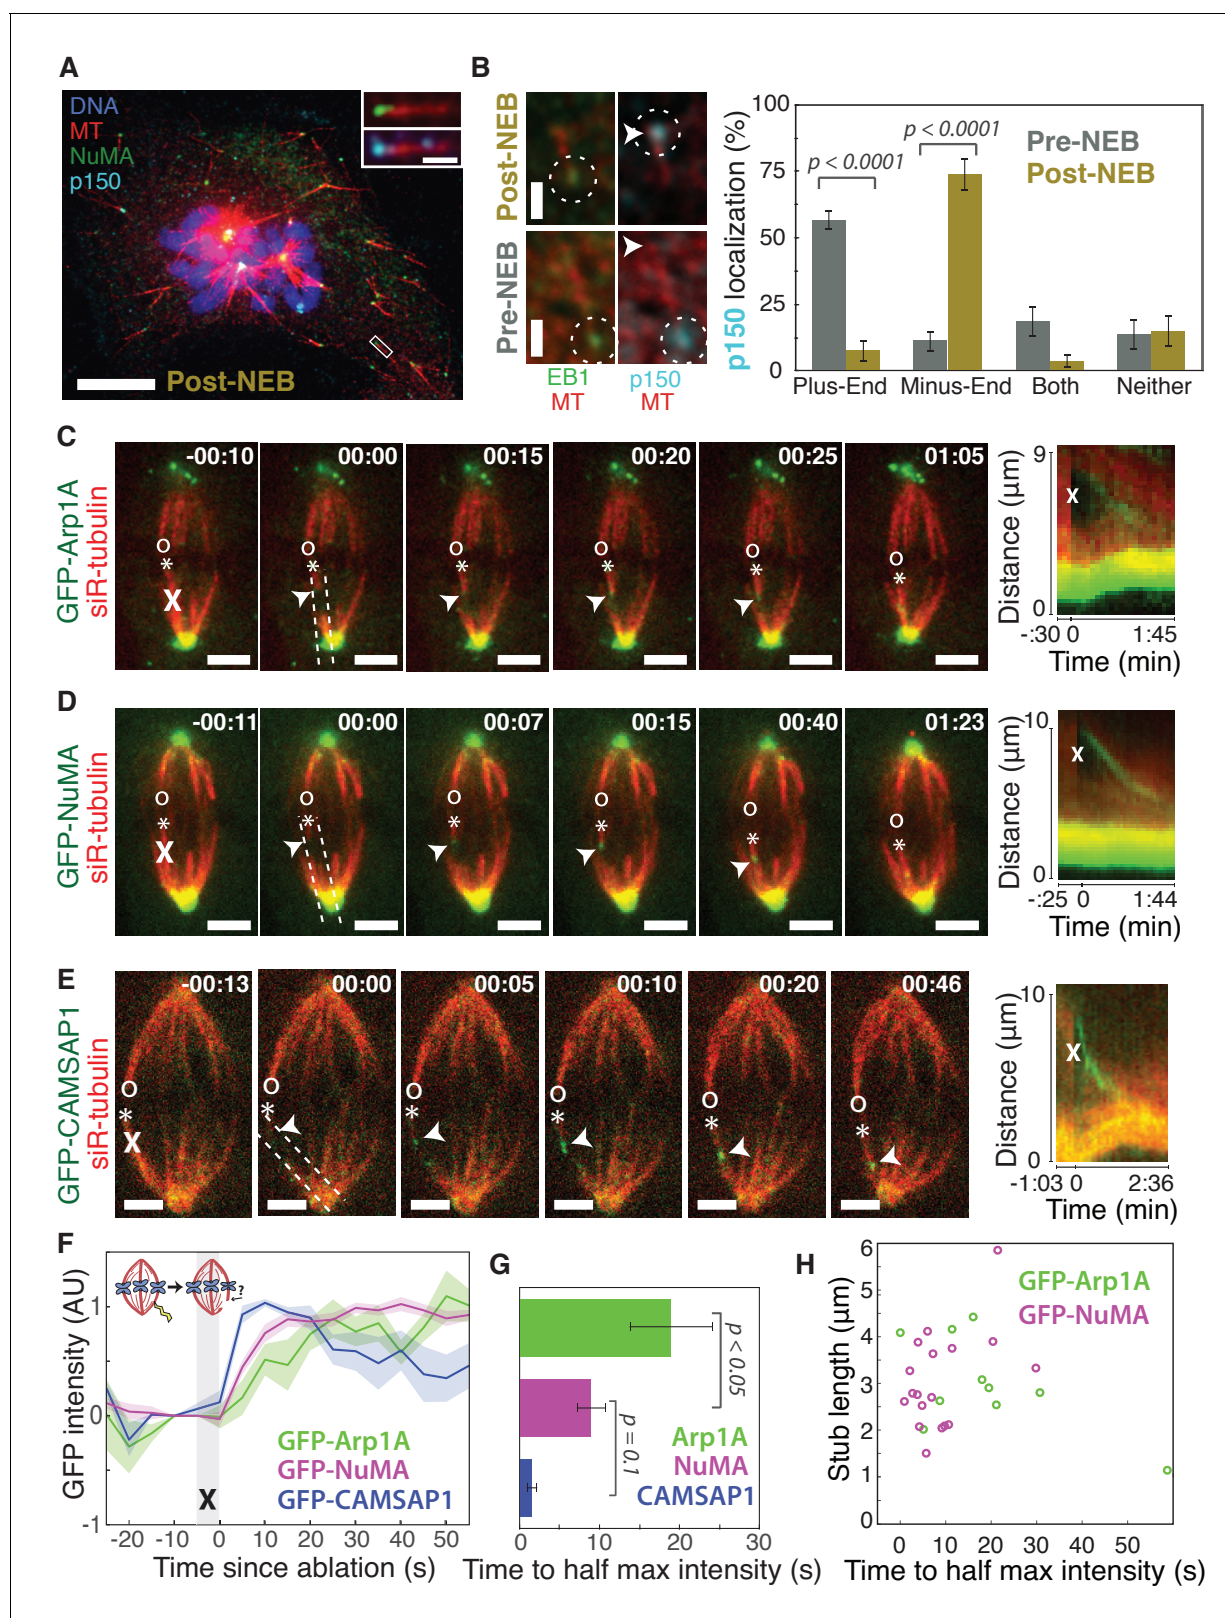 A
DNA
MT
NuMA
p150
Post-NEB
B
Post-NEB
Pre-NEB
EB1
MT
p150
MT
p150 localization (%)
100
75
50
25
0
p < 0.0001
p < 0.0001
Pre-NEB
Post-NEB
Plus-End Minus-End Both Neither
C
GFP-Arp1A
siR-tubulin
-00:10 00:00 00:15 00:20 00:25 01:05
o o o o o o
* * * * * *
X
Distance (µm)
9
0
x
-:30 0 1:45
Time (min)
D
GFP-NuMA
siR-tubulin
-00:11 00:00 00:07 00:15 00:40 01:23
o o o o o o
* * * * * *
X
Distance (µm)
10
0
x
-:25 0 1:44
Time (min)
E
GFP-CAMSAP1
siR-tubulin
-00:13 00:00 00:05 00:10 00:20 00:46
o o o o o o
* * * * * *
X
Distance (µm)
10
0
x
-1:03 0 2:36
Time (min)
F
GFP intensity (AU)
1
0
-1
?
GFP-Arp1A
GFP-NuMA
GFP-CAMSAP1
X
-20 -10 0 10 20 30 40 50
Time since ablation (s)
G
p < 0.05
p = 0.1
Arp1A
NuMA
CAMSAP1
0 10 20 30
Time to half max intensity (s)
H
Stub length (µm)
6
5
4
3
2
1
0
GFP-Arp1A
GFP-NuMA
0 10 20 30 40 50
Time to half max intensity (s)